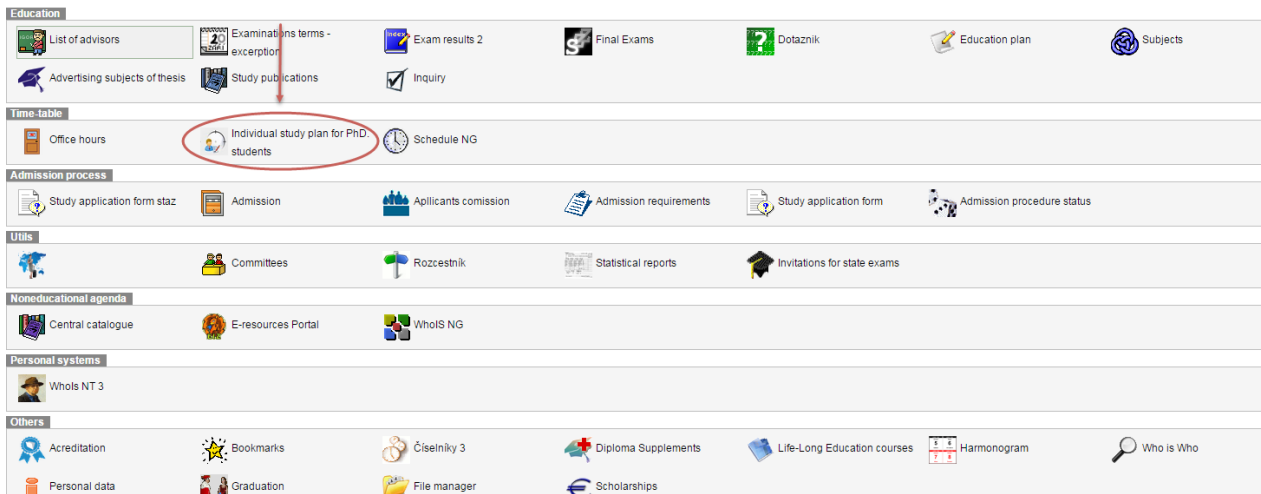 Education
List of advisors
Examinations terms -
excerption
Exam results 2
Final Exams
Dotaznik
Education plan
Subjects
Advertising subjects of thesis
Study publications
Inquiry
Time-table
Office hours
Individual study plan for PhD.
students
Schedule NG
Admission process
Study application form staz
Admission
Apllicants comission
Admission requirements
Study application form
Admission procedure status
Utils
Committees
Rozcestník
Statistical reports
Invitations for state exams
Noneducational agenda
Central catalogue
E-resources Portal
WhoIS NG
Personal systems
WhoIs NT 3
Others
Acreditation
Bookmarks
Číselníky 3
Diploma Supplements
Life-Long Education courses
Harmonogram
Who is Who
Personal data
Graduation
File manager
Scholarships